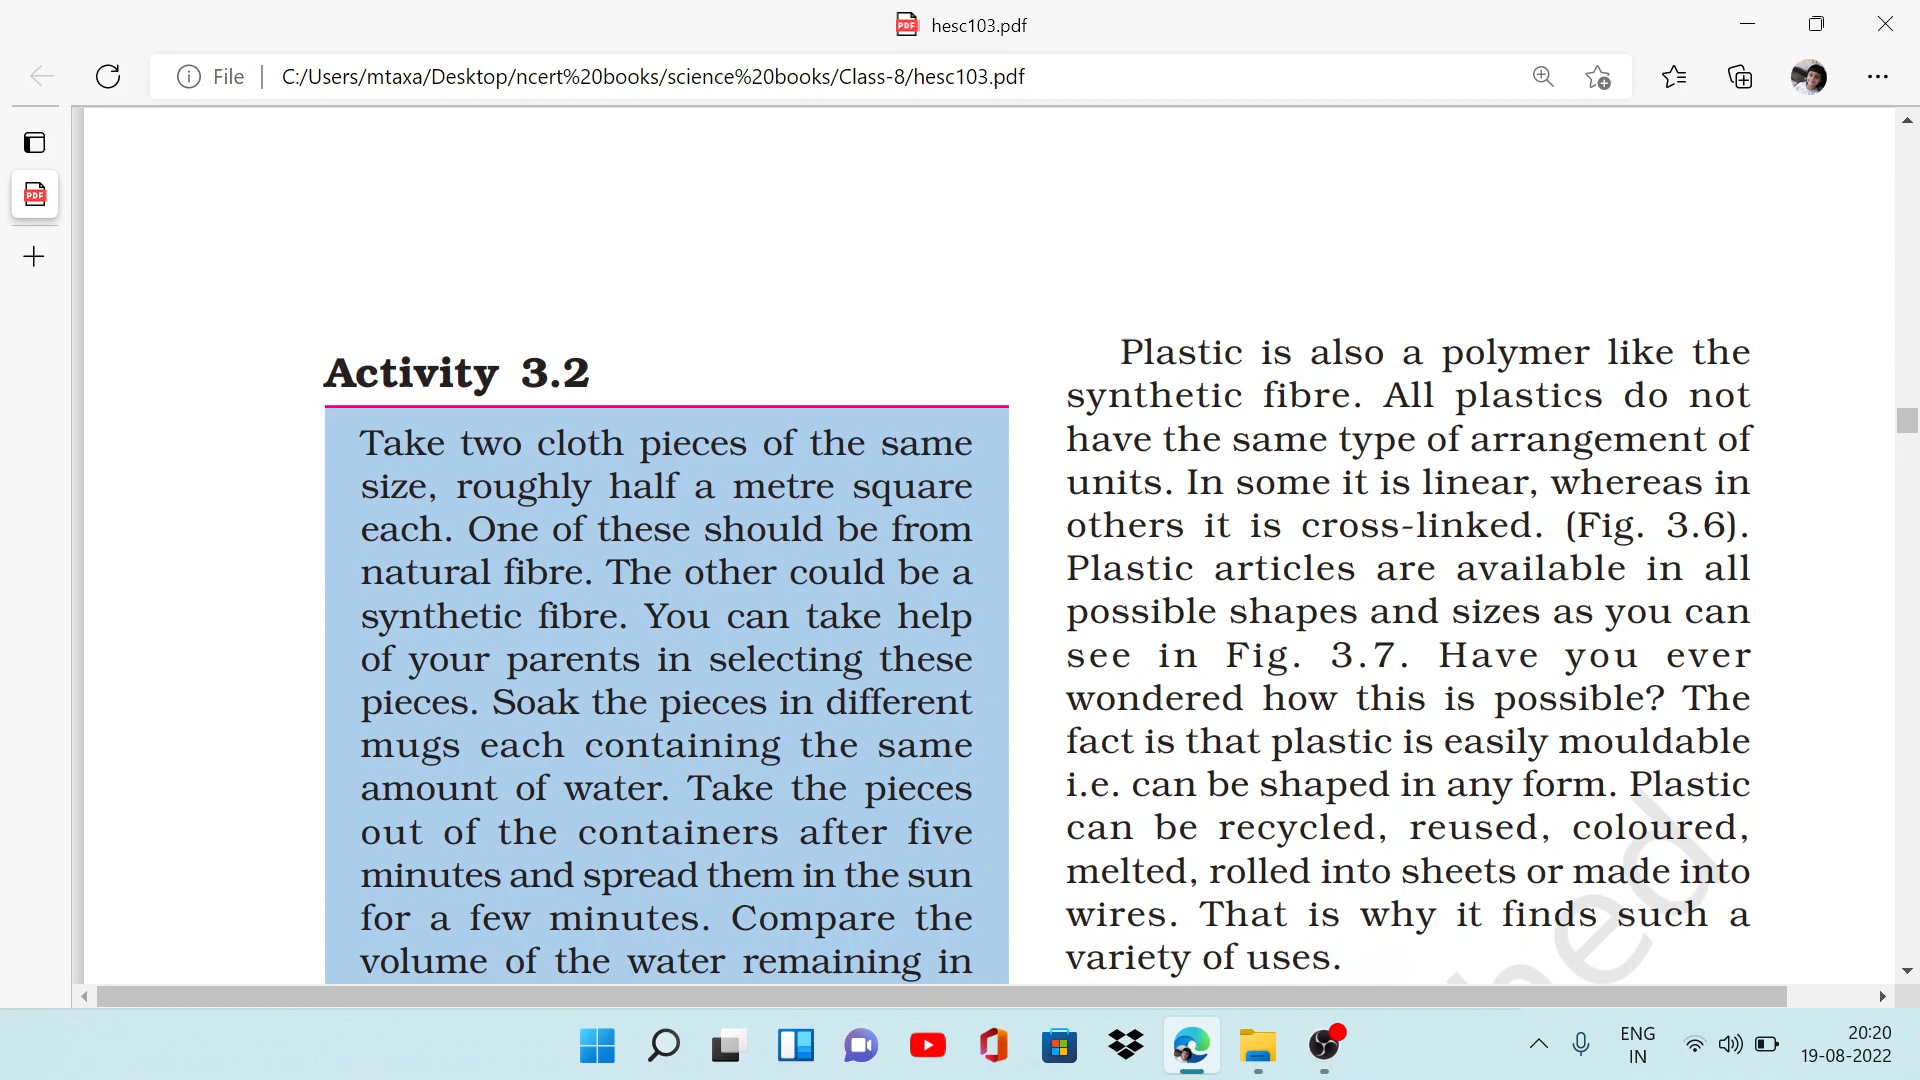 hesc103.pdf
File
C:/Users/mtaxa/Desktop/ncert%20books/science%20books/Class-8/hesc103.pdf
Activity 3.2
Take two cloth pieces of the same
size, roughly half a metre square
each. One of these should be from
natural fibre. The other could be a
synthetic fibre. You can take help
of your parents in selecting these
pieces. Soak the pieces in different
mugs each containing the same
amount of water. Take the pieces
out of the containers after five
minutes and spread them in the sun
for a few minutes. Compare the
volume of the water remaining in
Plastic is also a polymer like the
synthetic fibre. All plastics do not
have the same type of arrangement of
units. In some it is linear, whereas in
others it is cross-linked. (Fig. 3.6).
Plastic articles are available in all
possible shapes and sizes as you can
see in Fig. 3.7. Have you ever
wondered how this is possible? The
fact is that plastic is easily mouldable
i.e. can be shaped in any form. Plastic
can be recycled, reused, coloured,
melted, rolled into sheets or made into
wires. That is why it finds such a
variety of uses.
hed
ENG
IN
20:20
19-08-2022